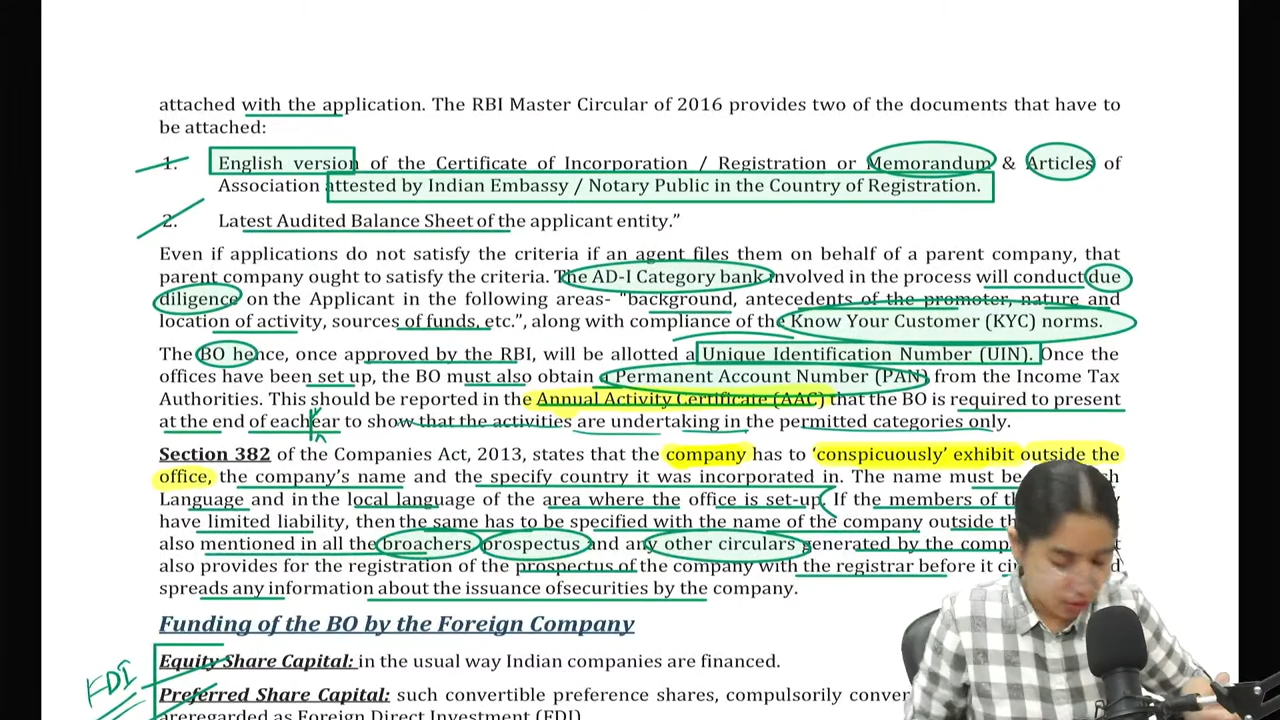 attached with the application. The RBI Master Circular of 2016 provides two of the documents that have to
be attached:
1. English version of the Certificate of Incorporation / Registration or Memorandum & Articles of
Association attested by Indian Embassy / Notary Public in the Country of Registration.
2. Latest Audited Balance Sheet of the applicant entity.”
Even if applications do not satisfy the criteria if an agent files them on behalf of a parent company, that
parent company ought to satisfy the criteria. The AD-I Category bank involved in the process will conduct due
diligence on the Applicant in the following areas- “background, antecedents of the promoter, nature and
location of activity, sources of funds, etc.”, along with compliance of the Know Your Customer (KYC) norms.
The BO hence, once approved by the RBI, will be allotted a Unique Identification Number (UIN). Once the
offices have been set up, the BO must also obtain a Permanent Account Number (PAN) from the Income Tax
Authorities. This should be reported in the Annual Activity Certificate (AAC) that the BO is required to present
at the end of each ear to show that the activities are undertaking in the permitted categories only.
Section 382 of the Companies Act, 2013, states that the company has to ‘conspicuously’ exhibit outside the
office, the company’s name and the specify country it was incorporated in. The name must be
Language and in the local language of the area where the office is set-up. If the members of
have limited liability, then the same has to be specified with the name of the company outside
also mentioned in all the broachers, prospectus and any other circulars generated by the
also provides for the registration of the prospectus of the company with the registrar before it
spreads any information about the issuance ofsecurities by the company.
Funding of the BO by the Foreign Company
Equity Share Capital: in the usual way Indian companies are financed.
FDI
Preferred Share Capital: such convertible preference shares, compulsorily
areregarded as Foreign Direct Investment (FDI)